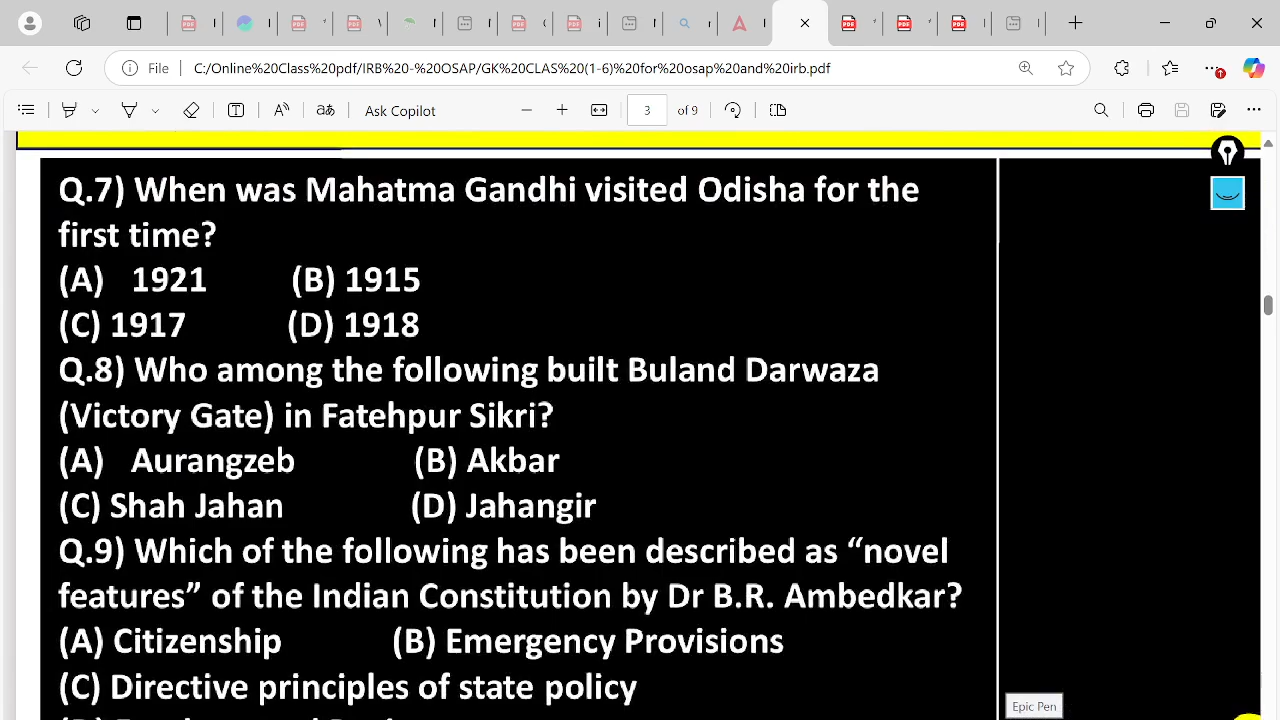 File
C:/Online%20Class%20pdf/IRB%20-%20OSAP/GK%20CLAS%20(1-6)%20for%20osap%20and%20irb.pdf
Ask Copilot
3 of 9
Q.7) When was Mahatma Gandhi visited Odisha for the
first time?
(A) 1921 (B) 1915
(C) 1917 (D) 1918
Q.8) Who among the following built Buland Darwaza
(Victory Gate) in Fatehpur Sikri?
(A) Aurangzeb (B) Akbar
(C) Shah Jahan (D) Jahangir
Q.9) Which of the following has been described as “novel
features” of the Indian Constitution by Dr B.R. Ambedkar?
(A) Citizenship (B) Emergency Provisions
(C) Directive principles of state policy
Epic Pen